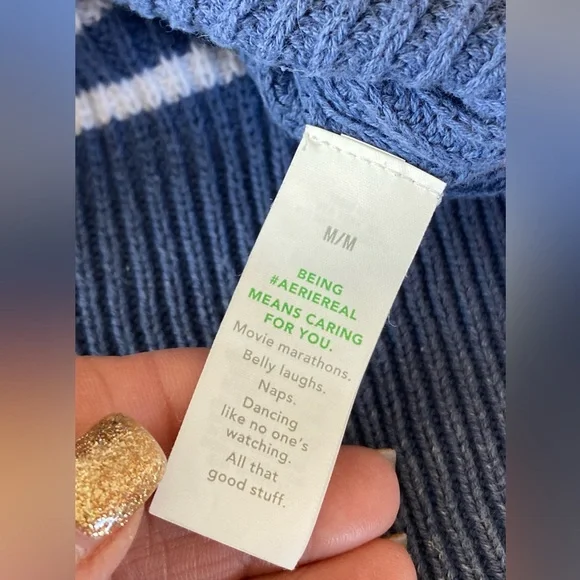 M/M
BEING
#AERIEREAL
MEANS CARING
FOR YOU.
Movie marathons.
Belly laughs.
Naps.
Dancing
like no one's
watching.
All that
good stuff.